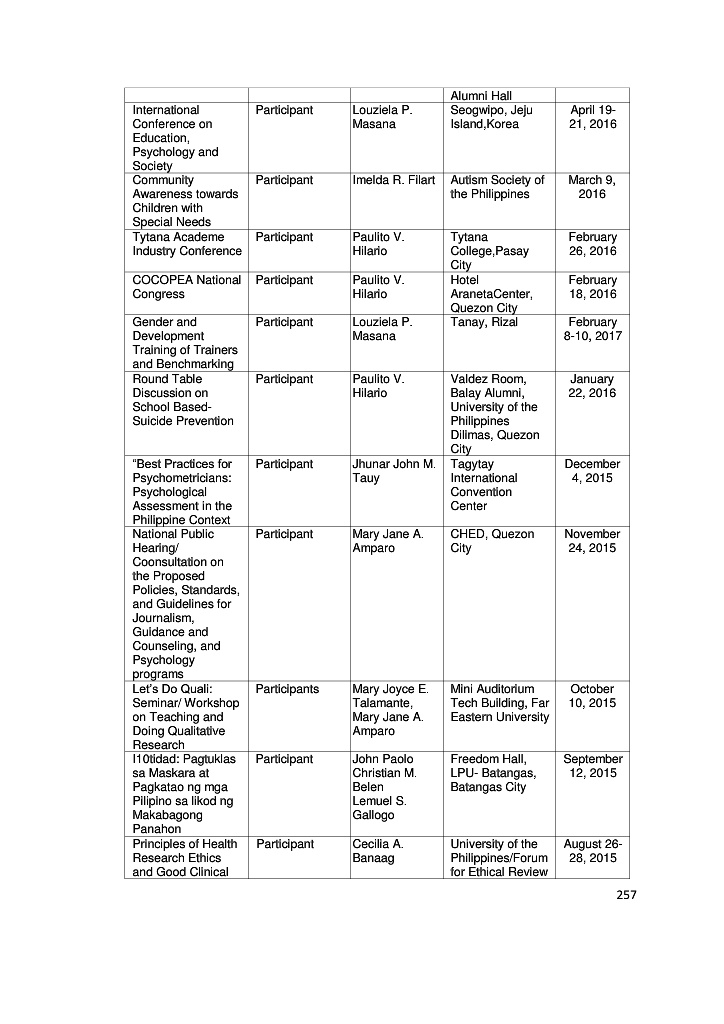 Alumni Hall
International Conference on Education, Psychology and Society | Participant | Louziela P. Masana | Seogwipo, Jeju Island,Korea | April 19-21, 2016
Community Awareness towards Children with Special Needs | Participant | Imelda R. Filart | Autism Society of the Philippines | March 9, 2016
Tytana Academe Industry Conference | Participant | Paulito V. Hilario | Tytana College,Pasay City | February 26, 2016
COCOPEA National Congress | Participant | Paulito V. Hilario | Hotel AranetaCenter, Quezon City | February 18, 2016
Gender and Development Training of Trainers and Benchmarking | Participant | Louziela P. Masana | Tanay, Rizal | February 8-10, 2017
Round Table Discussion on School Based-Suicide Prevention | Participant | Paulito V. Hilario | Valdez Room, Balay Alumni, University of the Philippines Dilimas, Quezon City | January 22, 2016
“Best Practices for Psychometricians: Psychological Assessment in the Philippine Context | Participant | Jhunar John M. Tauy | Tagytay International Convention Center | December 4, 2015
National Public Hearing/ Coonsultation on the Proposed Policies, Standards, and Guidelines for Journalism, Guidance and Counseling, and Psychology programs | Participant | Mary Jane A. Amparo | CHED, Quezon City | November 24, 2015
Let’s Do Quali: Seminar/ Workshop on Teaching and Doing Qualitative Research | Participants | Mary Joyce E. Talamante, Mary Jane A. Amparo | Mini Auditorium Tech Building, Far Eastern University | October 10, 2015
I10tidad: Pagtuklas sa Maskara at Pagkatao ng mga Pilipino sa likod ng Makabagong Panahon | Participant | John Paolo Christian M. Belen Lemuel S. Gallogo | Freedom Hall, LPU- Batangas, Batangas City | September 12, 2015
Principles of Health Research Ethics and Good Clinical | Participant | Cecilia A. Banaag | University of the Philippines/Forum for Ethical Review | August 26-28, 2015
257